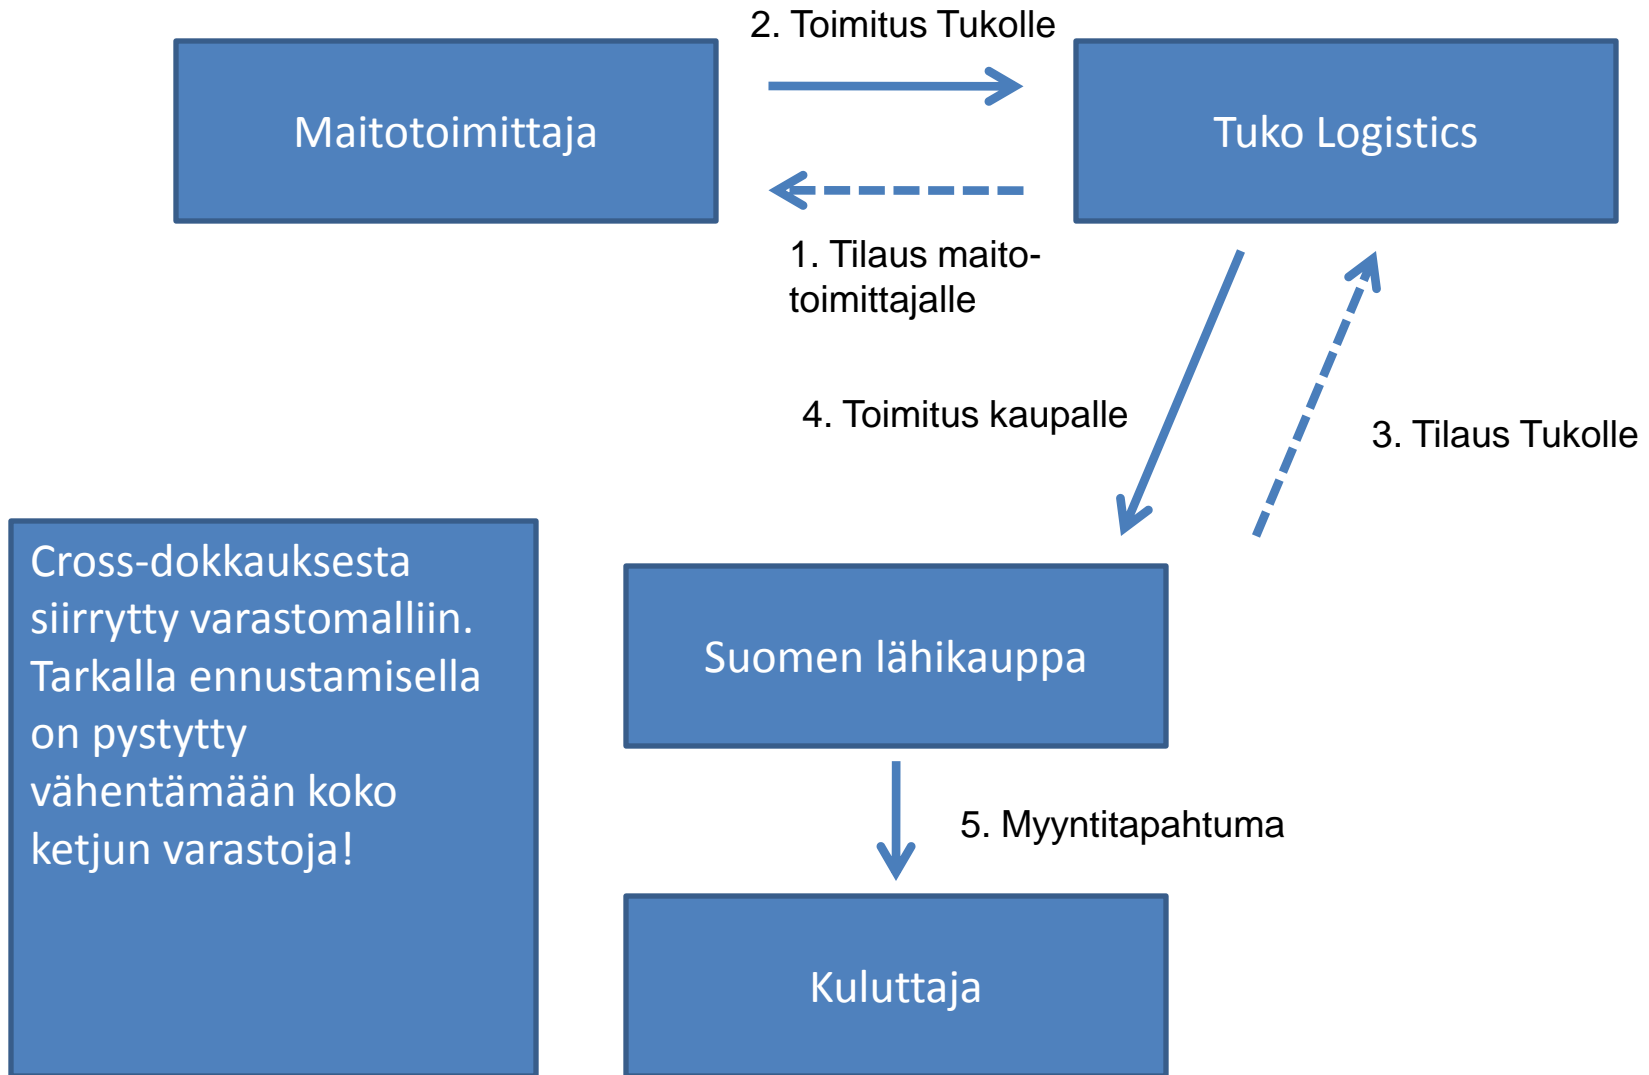 2. Toimitus Tukolle
Maitotoimittaja
Tuko Logistics
1. Tilaus maito-
toimittajalle
4. Toimitus kaupalle
3. Tilaus Tukolle
Cross-dokkauksesta
siirrytty varastomalliin.
Tarkalla ennustamisella
on pystytty
vähentämään koko
ketjun varastoja!
Suomen lähikauppa
5. Myyntitapahtuma
Kuluttaja